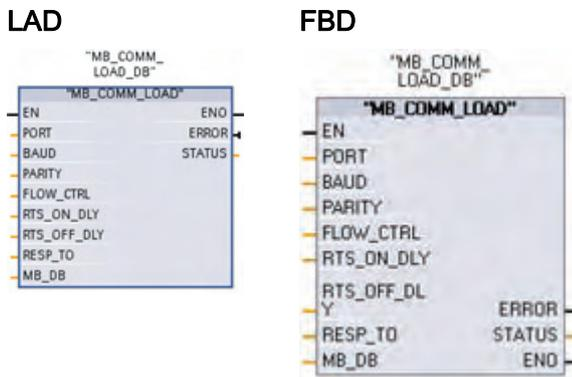 LAD
"MB_COMM_
LOAD_DB"
"MB_COMM_LOAD"
EN ENO
PORT ERROR
BAUD STATUS
PARITY
FLOW_CTRL
RTS_ON_DLY
RTS_OFF_DLY
RESP_TO
MB_DB
FBD
"MB_COMM_
LOAD_DB"
"MB_COMM_LOAD"
EN
PORT
BAUD
PARITY
FLOW_CTRL
RTS_ON_DLY
RTS_OFF_DL
Y ERROR
RESP_TO STATUS
MB_DB ENO